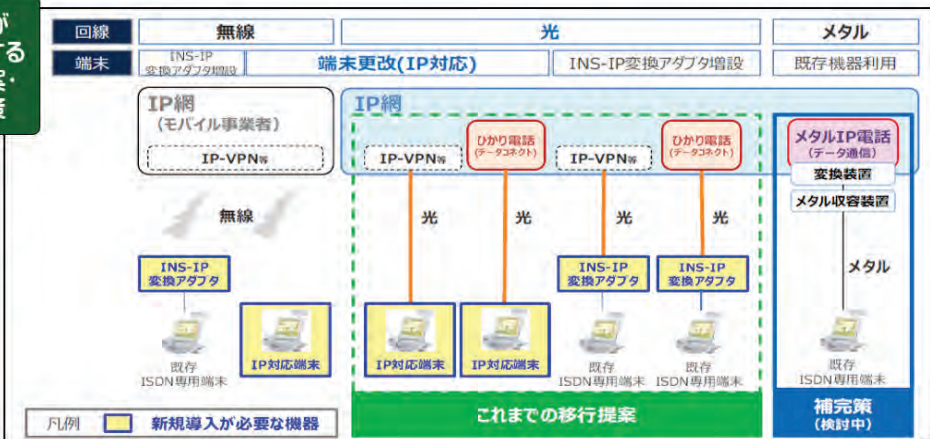 が
する
案・
策
回線 無線 光 メタル
端末 INS-IP
変換アダプタ増設 端末更改(IP対応) INS-IP変換アダプタ増設 既存機器利用
IP網
(モバイル事業者)
IP-VPN等
IP網
IP-VPN等
ひかり電話
(データコネクト)
IP-VPN等
ひかり電話
(データコネクト)
メタルIP電話
(データ通信)
変換装置
メタル収容装置
無線
光 光 光 光
メタル
INS-IP
変換アダプタ
INS-IP
変換アダプタ
INS-IP
変換アダプタ
既存
ISDN専用端末
IP対応端末
IP対応端末
IP対応端末
既存
ISDN専用端末
既存
ISDN専用端末
既存
ISDN専用端末
凡例 新規導入が必要な機器
これまでの移行提案
補完策
(検討中)